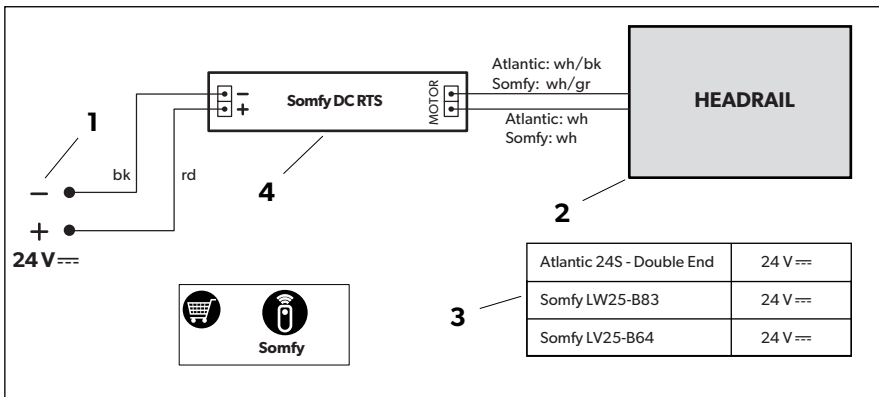 Atlantic: wh/bk
Somfy: wh/gr
HEADRAIL
−
+
Somfy DC RTS
MOTOR
Atlantic: wh
Somfy: wh
1
bk
rd
4
2
−
+
24 V⎓
Atlantic 24S - Double End 24 V⎓
3
Somfy LW25-B83 24 V⎓
Somfy LV25-B64 24 V⎓
Somfy